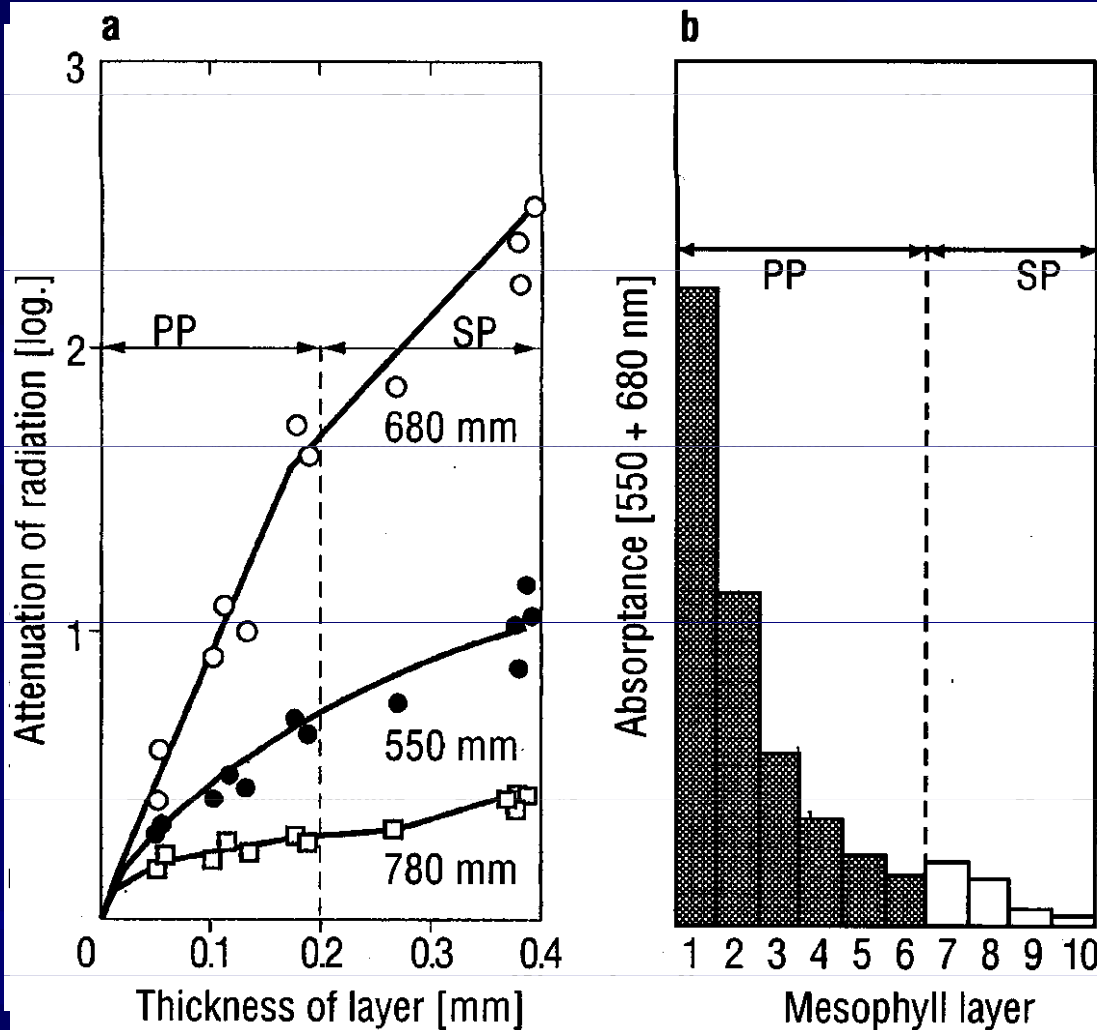 a
3
2
1
Attenuation of radiation [log.]
PP
SP
680 mm
550 mm
780 mm
0
0.1
0.2
0.3
0.4
Thickness of layer [mm]
b
Absorptance [550 + 680 nm]
PP
SP
1 2 3 4 5 6 7 8 9 10
Mesophyll layer